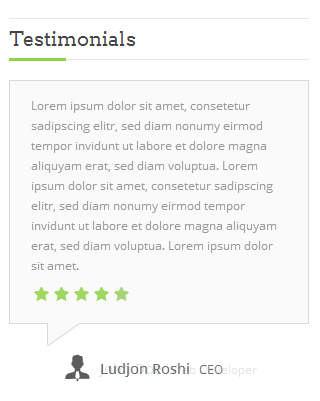 Testimonials
Lorem ipsum dolor sit amet, consetetur
sadipscing elitr, sed diam nonumy eirmod
tempor invidunt ut labore et dolore magna
aliquyam erat, sed diam voluptua. Lorem
ipsum dolor sit amet, consetetur sadipscing
elitr, sed diam nonumy eirmod tempor
invidunt ut labore et dolore magna aliquyam
erat, sed diam voluptua. Lorem ipsum dolor
sit amet.
Ludjon Roshi CEO